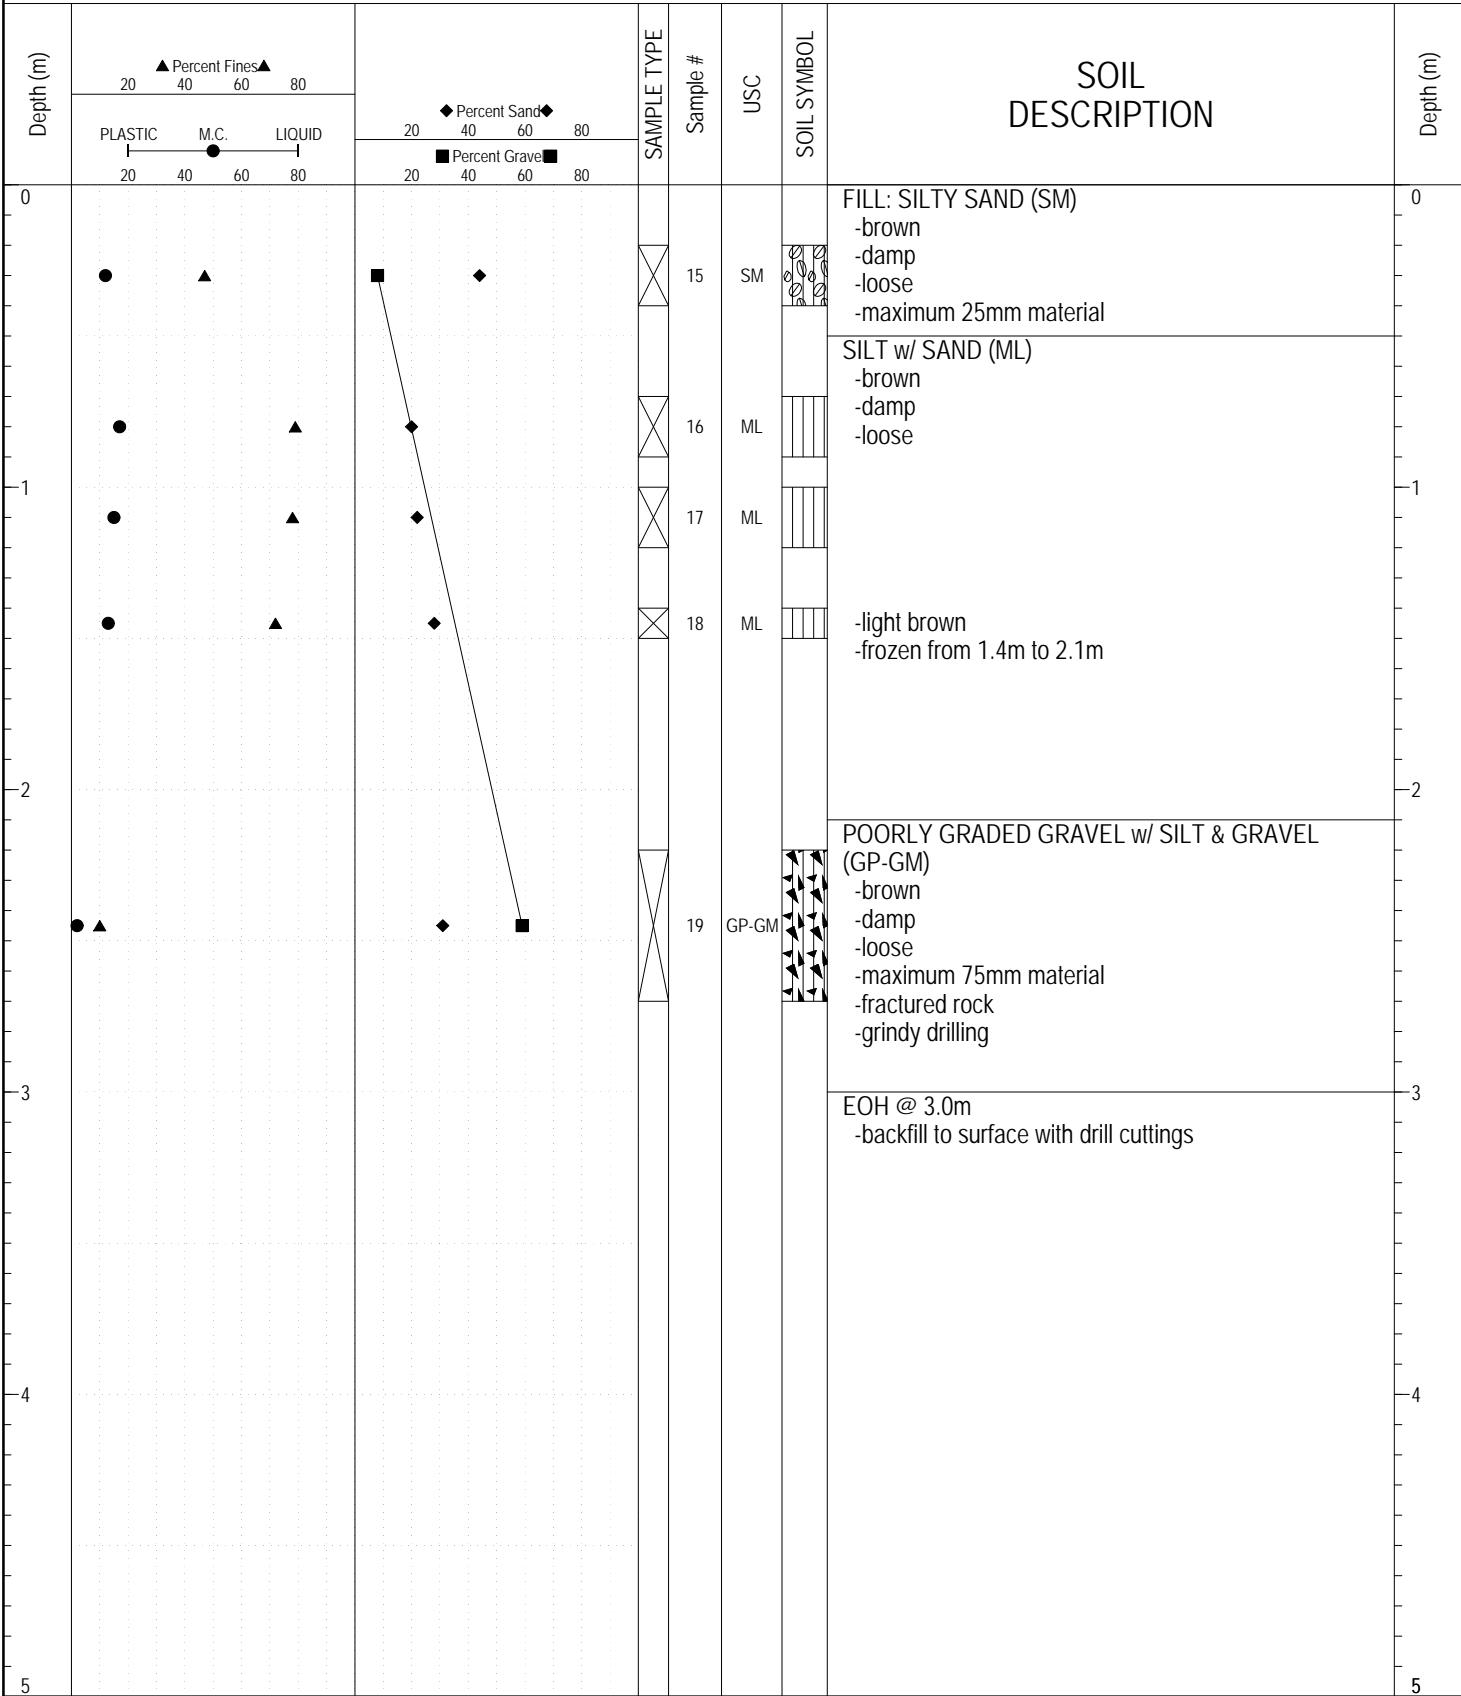 Depth (m)
▲ Percent Fines ▲
20 40 60 80
PLASTIC M.C. LIQUID
20 40 60 80
◆ Percent Sand ◆
20 40 60 80
■ Percent Gravel ■
20 40 60 80
SAMPLE TYPE
Sample #
USC
SOIL SYMBOL
SOIL
DESCRIPTION
Depth (m)
0 0
FILL: SILTY SAND (SM)
-brown
-damp
15 SM
-loose
-maximum 25mm material
SILT w/ SAND (ML)
-brown
-damp
16 ML
-loose
1 1
17 ML
18 ML
-light brown
-frozen from 1.4m to 2.1m
2 2
POORLY GRADED GRAVEL w/ SILT & GRAVEL
(GP-GM)
-brown
-damp
19 GP-GM
-loose
-maximum 75mm material
-fractured rock
-grindy drilling
3 3
EOH @ 3.0m
-backfill to surface with drill cuttings
4 4
5 5